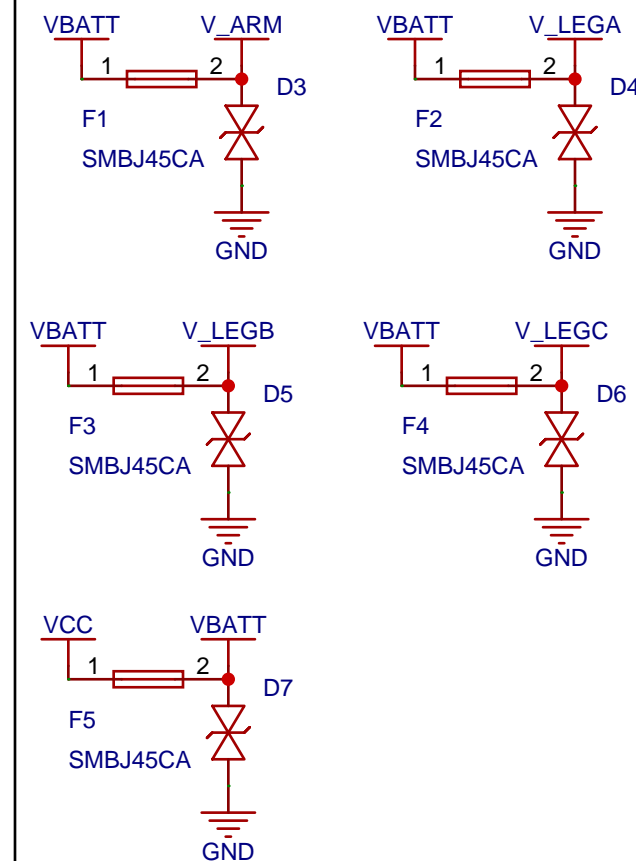 VBATT V_ARM VBATT V_LEGA
1 2 D3 1 2 D4
F1 F2
SMBJ45CA SMBJ45CA
GND GND
VBATT V_LEGB VBATT V_LEGC
1 2 D5 1 2 D6
F3 F4
SMBJ45CA SMBJ45CA
GND GND
VCC VBATT
1 2 D7
F5
SMBJ45CA
GND